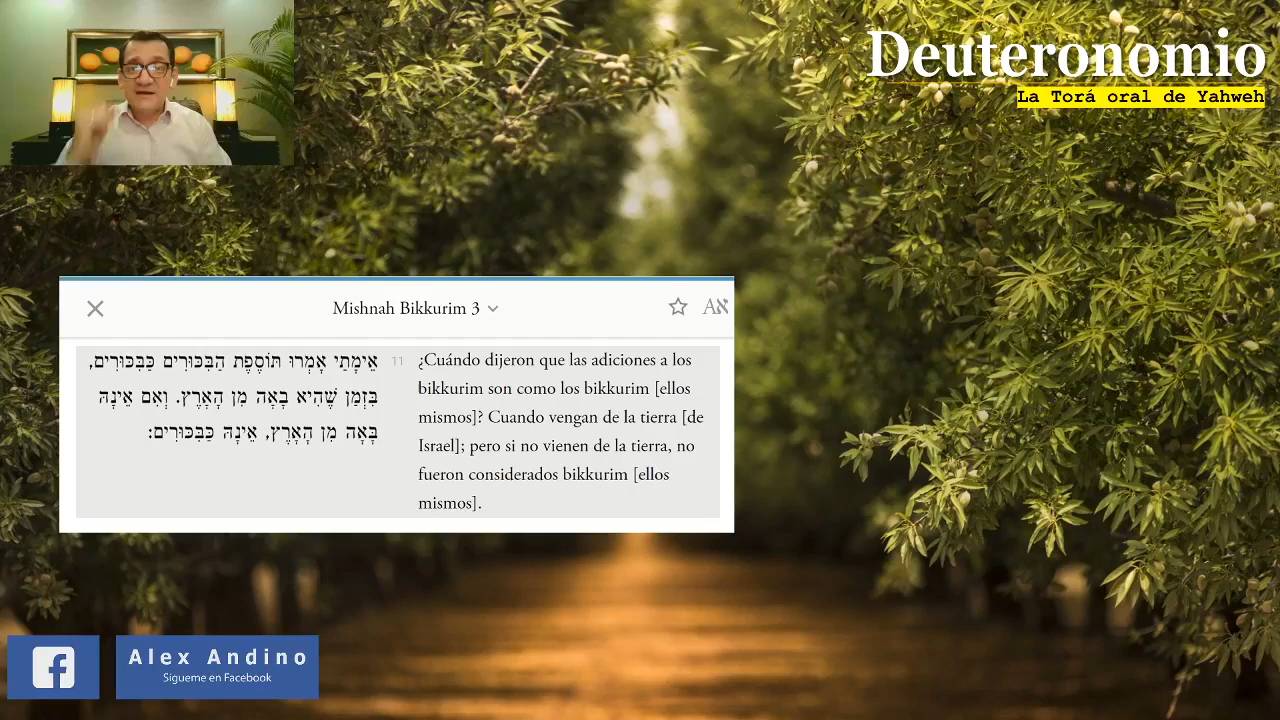 Deuteronomio
La Torá oral de Yahweh
Mishnah Bikkurim 3
Aא
אֵימָתַי אָמְרוּ תּוֹסֶפֶת הַבִּכּוּרִים כַּבִּכּוּרִים,
בִּזְמַן שֶׁהִיא בָאָה מִן הָאָרֶץ. וְאִם אֵינָהּ
בָּאָה מִן הָאָרֶץ, אֵינָהּ כַּבִּכּוּרִים:
11
¿Cuándo dijeron que las adiciones a los
bikkurim son como los bikkurim [ellos
mismos]? Cuando vengan de la tierra [de
Israel]; pero si no vienen de la tierra, no
fueron considerados bikkurim [ellos
mismos].
f
Alex Andino
Sigueme en Facebook